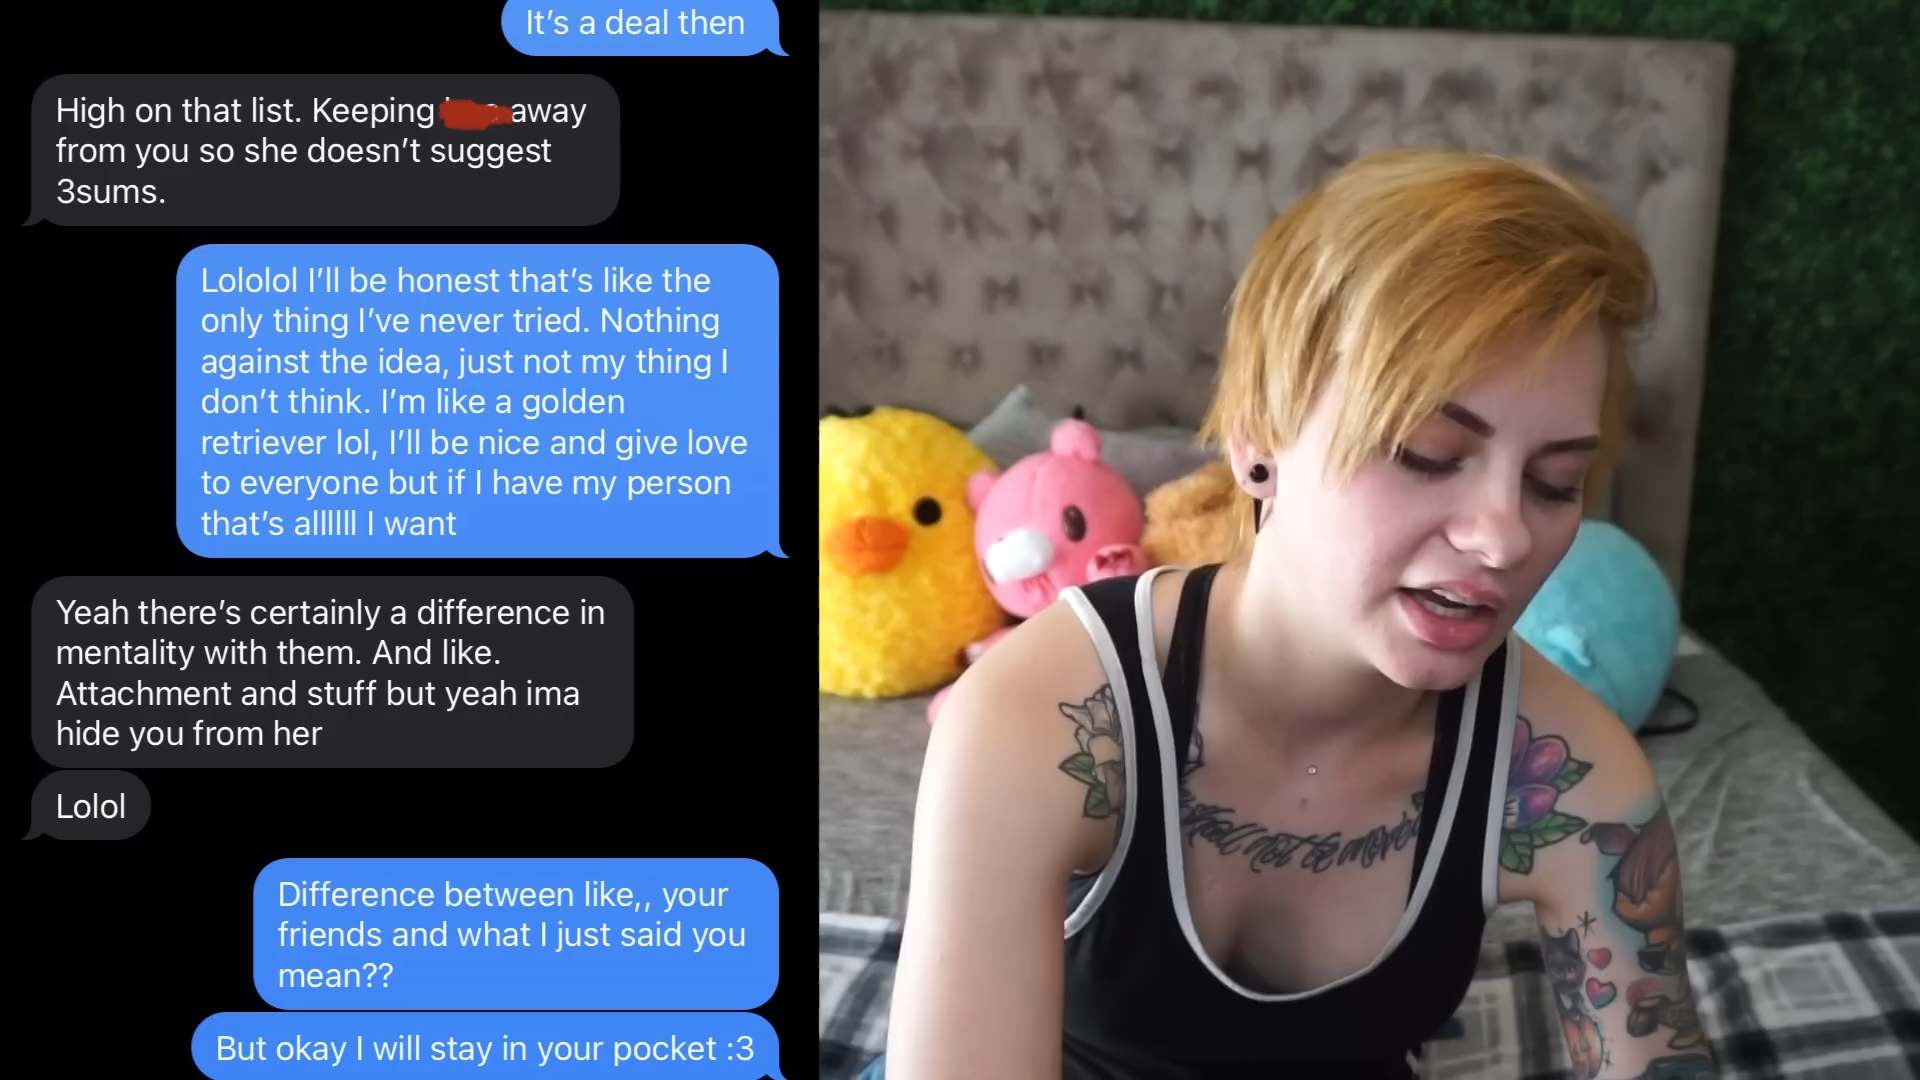 It's a deal then
High on that list. Keeping away
from you so she doesn't suggest
3sums.
Lololol I'll be honest that's like the
only thing I've never tried. Nothing
against the idea, just not my thing I
don't think. I'm like a golden
retriever lol, I'll be nice and give love
to everyone but if I have my person
that's allllll I want
Yeah there's certainly a difference in
mentality with them. And like.
Attachment and stuff but yeah ima
hide you from her
Lolol
Difference between like,, your
friends and what I just said you
mean??
But okay I will stay in your pocket :3
shall not be moved